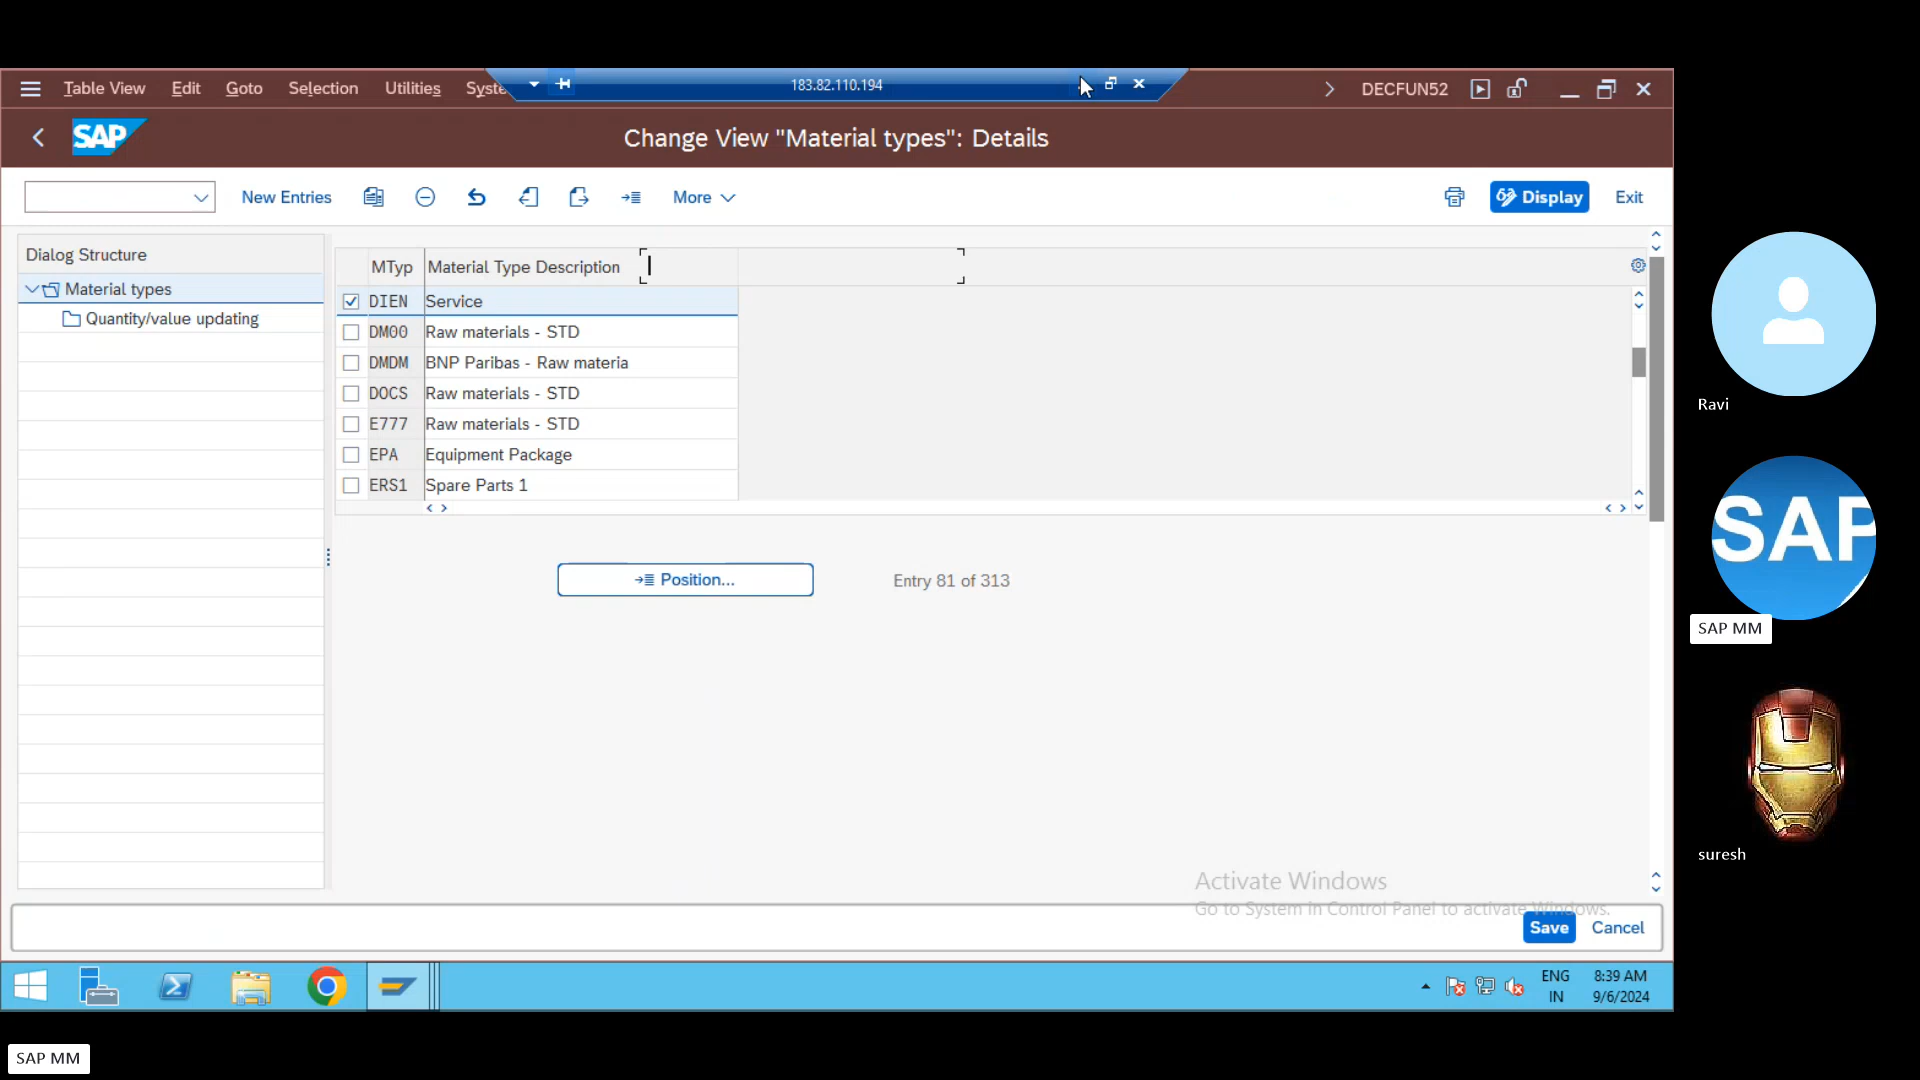 Table View Edit Goto Selection Utilities Syste 183.82.110.194 DECFUN52
SAP Change View "Material types": Details
New Entries More Display Exit
Dialog Structure
Material types
Quantity/value updating
MTyp Material Type Description
DIEN Service
DM00 Raw materials - STD
DMDM BNP Paribas - Raw materia
DOCS Raw materials - STD
E777 Raw materials - STD
EPA Equipment Package
ERS1 Spare Parts 1
Position... Entry 81 of 313
Activate Windows
Go to System in Control Panel to activate Windows.
Save Cancel
ENG 8:39 AM
IN 9/6/2024
Ravi
SAP
SAP MM
suresh
SAP MM